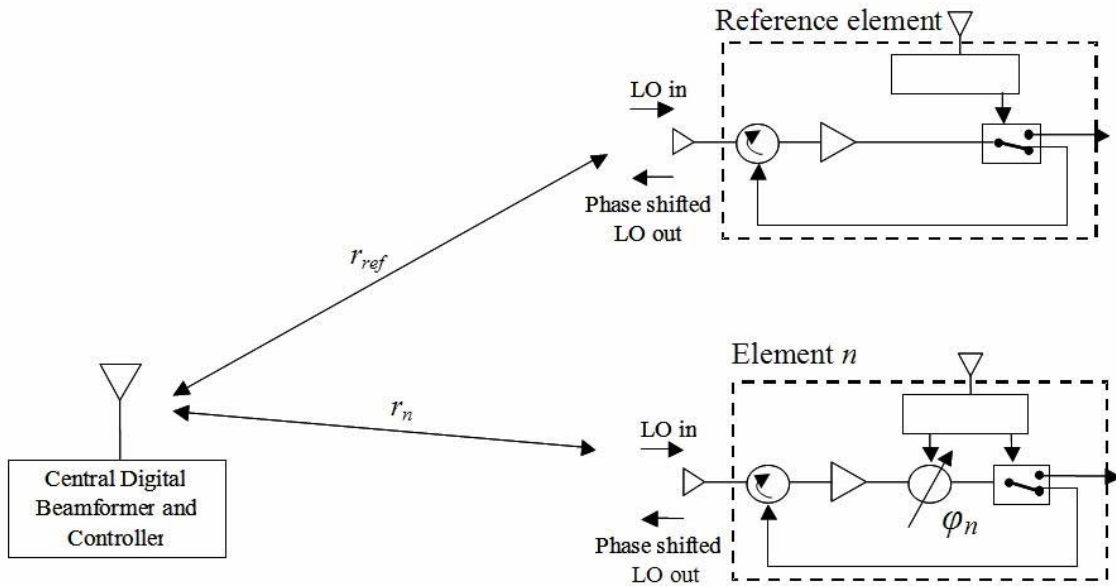 Reference element
LO in
Phase shifted
LO out
r_ref
Element n
r_n
LO in
φ_n
Phase shifted
LO out
Central Digital
Beamformer and
Controller